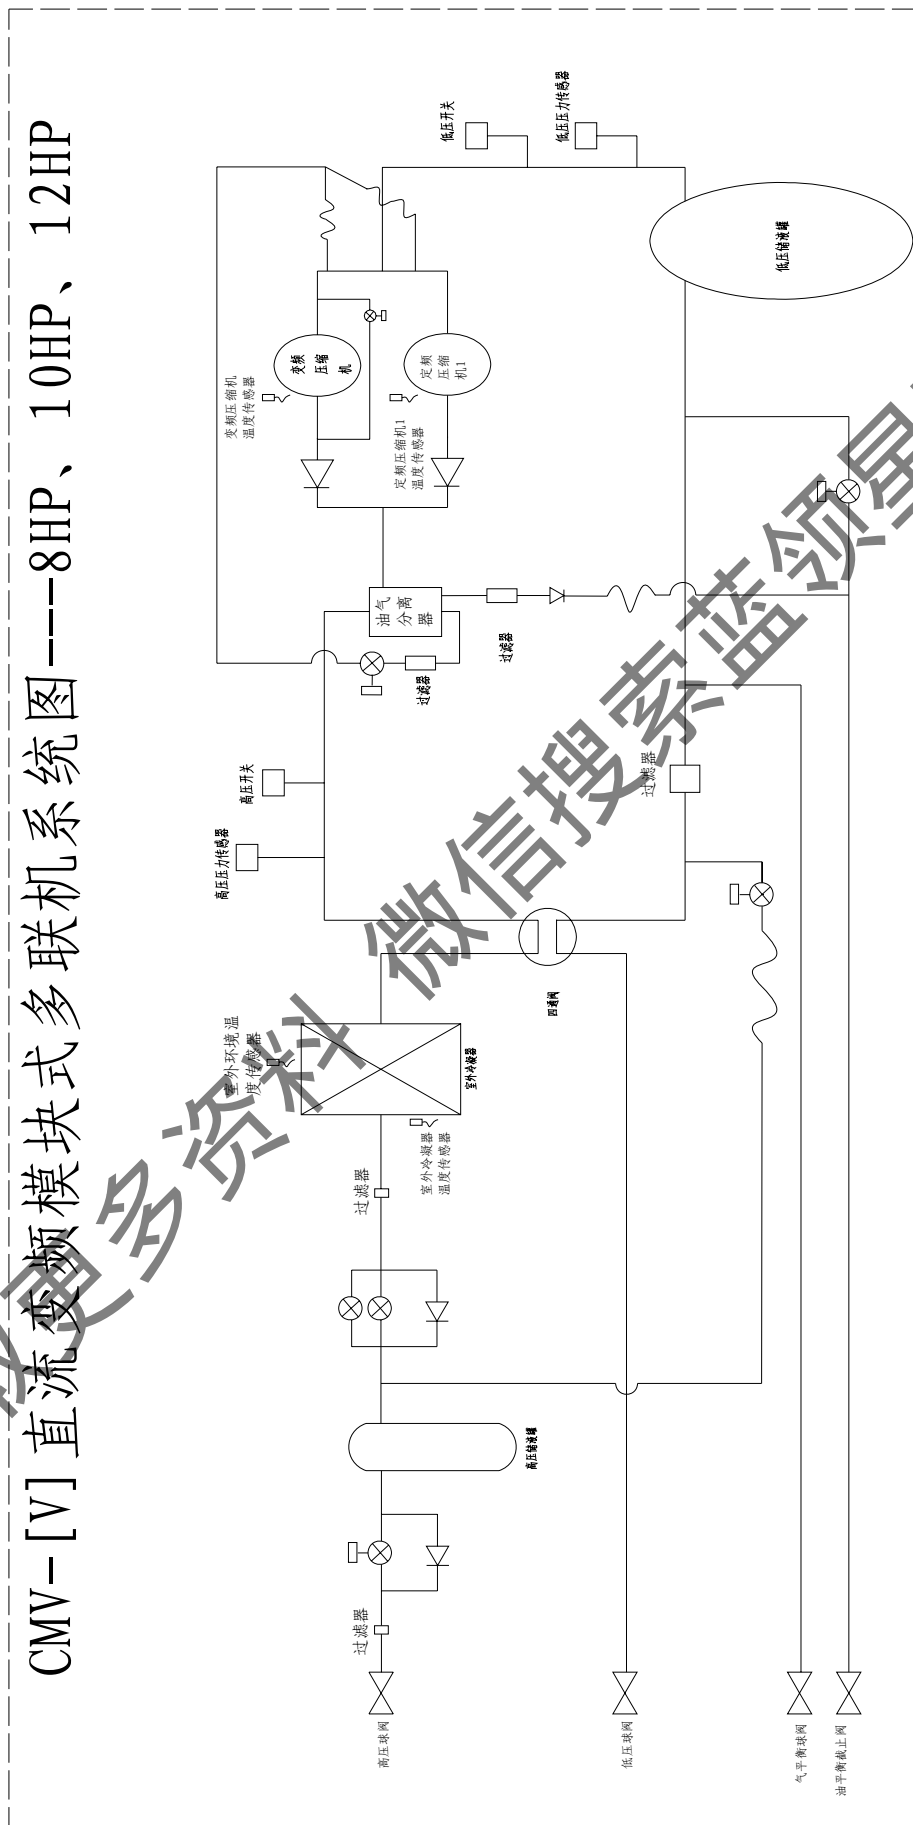 CMV-[V]直流变频模块式多联机系统图---8HP、10HP、12HP
高压球阀
低压球阀
气平衡球阀
油平衡截止阀
过滤器
高压储液罐
过滤器
室外环境温
度传感器
室外冷凝器
温度传感器
室外冷凝器
四通阀
高压压力传感器
高压开关
过滤器
过滤器
过滤器
油气
分离
器
变频压缩机
温度传感器
定频压缩机1
温度传感器
变频
压缩
机
定频
压缩
机1
低压开关
低压压力传感器
低压储液罐
更多资料 微信搜索蓝领星